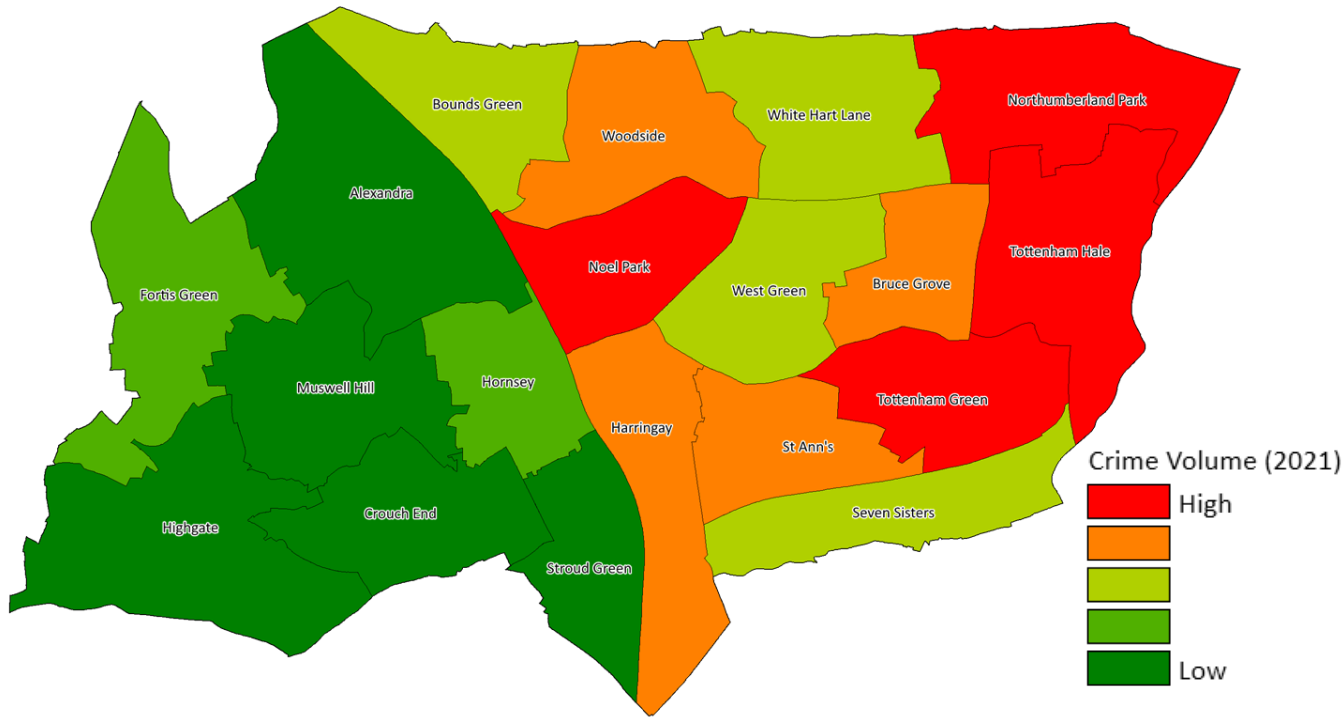 Bounds Green
Woodside
White Hart Lane
Northumberland Park
Alexandra
Noel Park
Tottenham Hale
Fortis Green
West Green
Bruce Grove
Muswell Hill
Hornsey
Tottenham Green
Harringay
St Ann's
Crime Volume (2021)
High
Highgate
Crouch End
Seven Sisters
Stroud Green
Low